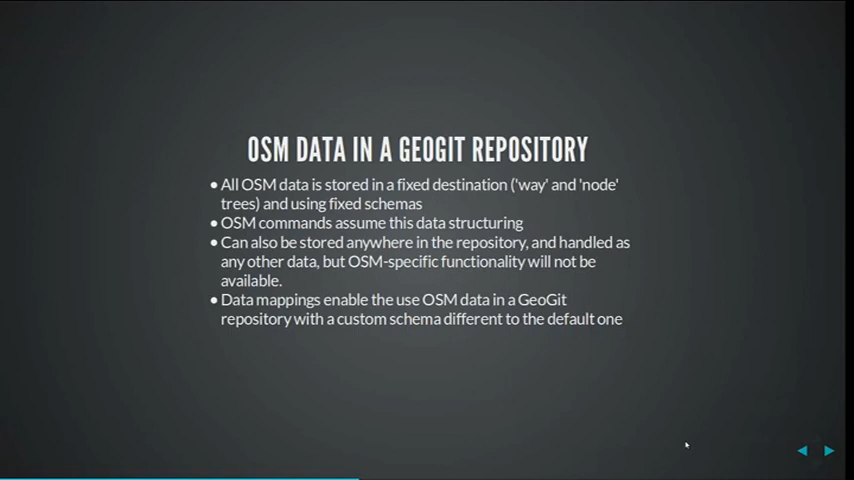 OSM DATA IN A GEOGIT REPOSITORY
• All OSM data is stored in a fixed destination ('way' and 'node'
trees) and using fixed schemas
• OSM commands assume this data structuring
• Can also be stored anywhere in the repository, and handled as
any other data, but OSM-specific functionality will not be
available.
• Data mappings enable the use OSM data in a GeoGit
repository with a custom schema different to the default one